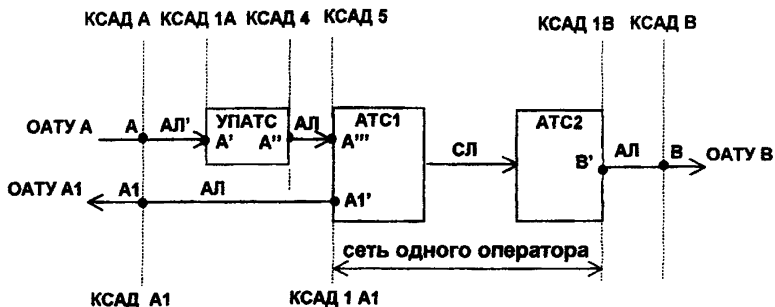 КСАД А КСАД 1А КСАД 4 КСАД 5 КСАД 1В КСАД В
УПАТС АЛ АТС1 АТС2
ОАТУ А А АЛ' А' А'' А''' СЛ В' АЛ В ОАТУ В
ОАТУ А1 А1 АЛ А1'
сеть одного оператора
КСАД А1 КСАД 1 А1